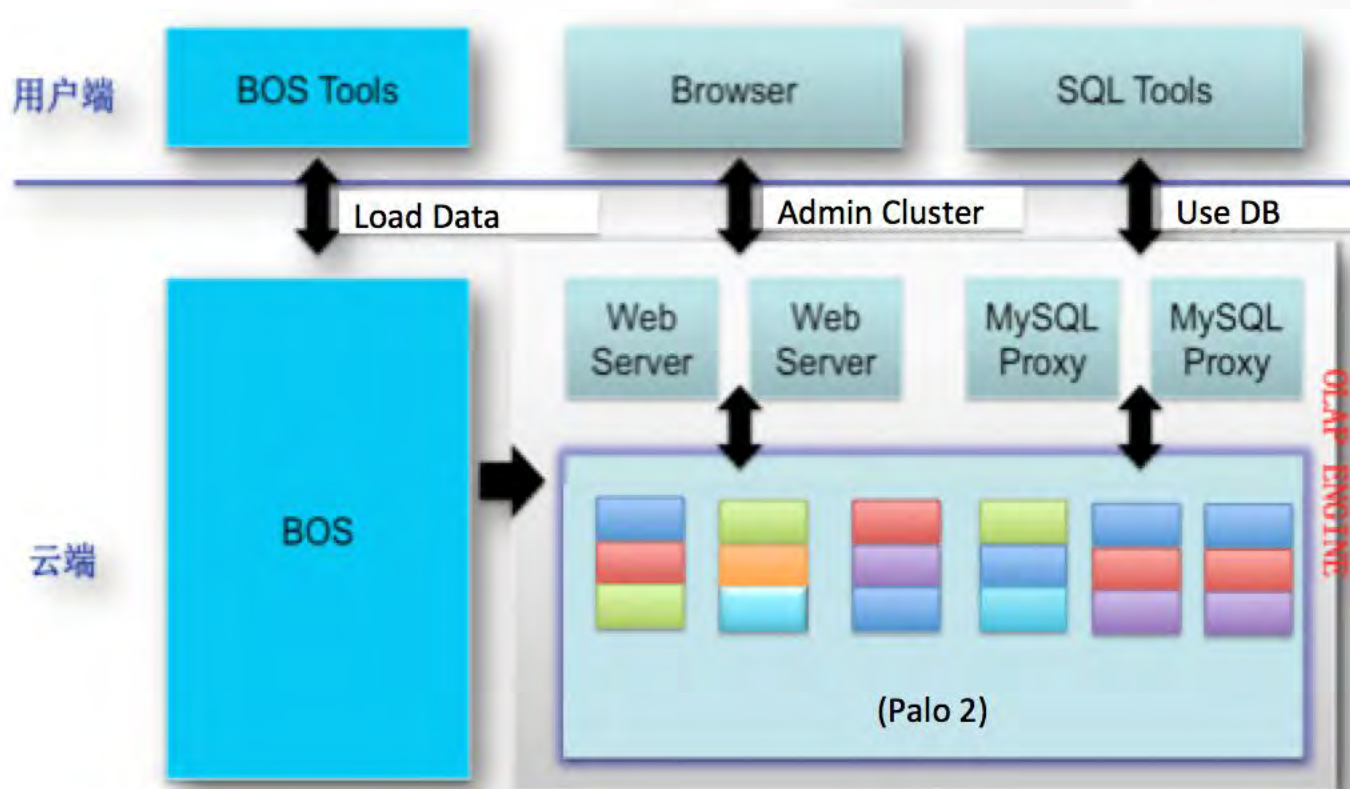 用户端
BOS Tools
Browser
SQL Tools
Load Data
Admin Cluster
Use DB
Web
Server
Web
Server
MySQL
Proxy
MySQL
Proxy
OLAP ENGINE
云端
BOS
(Palo 2)